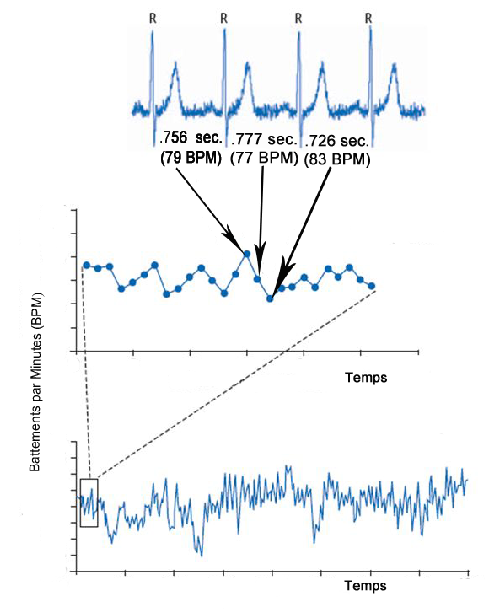 R R R R
.756 sec. .777 sec. .726 sec.
(79 BPM) (77 BPM) (83 BPM)
Battements par Minutes (BPM)
Temps
Temps